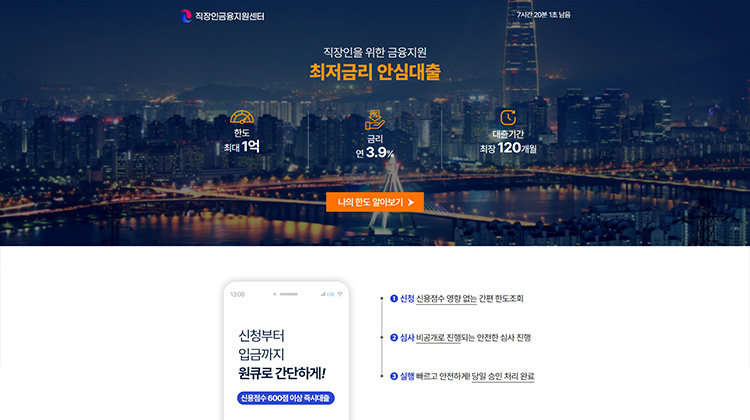 직장인금융지원센터
7시간 20분 1초 남음
직장인을 위한 금융지원
최저금리 안심대출
한도
최대 1억
금리
연 3.9%
대출기간
최장 120개월
나의 한도 알아보기
13:08
신청부터
입금까지
원큐로 간단하게!
신용점수 600점 이상 즉시대출
1 신청 신용점수 영향 없는 간편 한도조회
2 심사 비공개로 진행되는 안전한 심사 진행
3 실행 빠르고 안전하게! 당일 승인 처리 완료